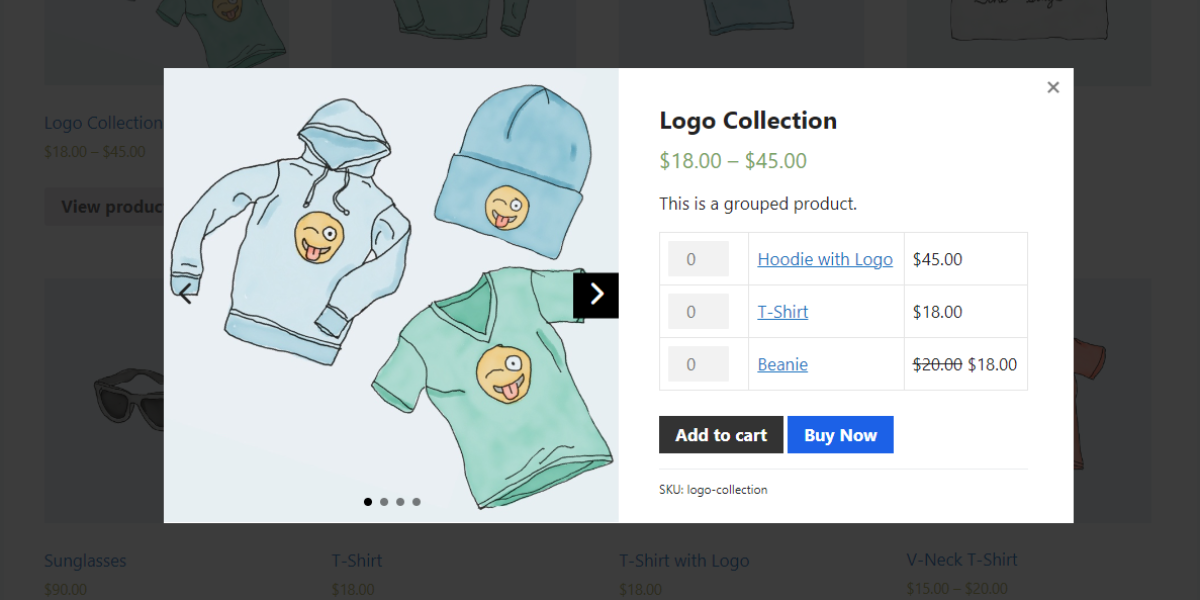 Logo Collection
$18.00 – $45.00
View produc
Logo Collection
$18.00 – $45.00
This is a grouped product.
0 Hoodie with Logo $45.00
0 T-Shirt $18.00
0 Beanie $20.00 $18.00
Add to cart Buy Now
SKU: logo-collection
Sunglasses
$90.00
T-Shirt
$18.00
T-Shirt with Logo
$18.00
V-Neck T-Shirt
$15.00 – $20.00